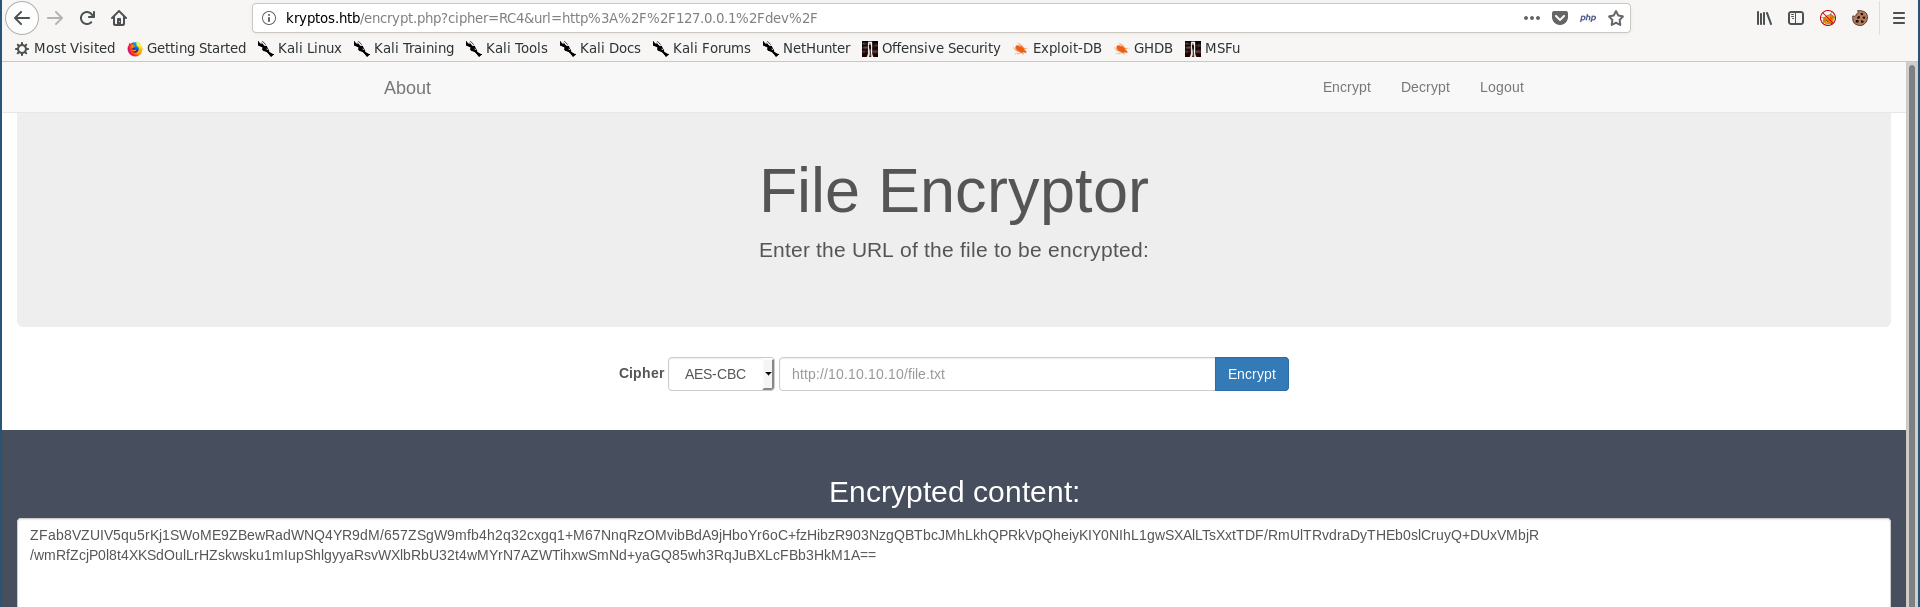 kryptos.htb/encrypt.php?cipher=RC4&url=http%3A%2F%2F127.0.0.1%2Fdev%2F
php
Most Visited Getting Started Kali Linux Kali Training Kali Tools Kali Docs Kali Forums NetHunter Offensive Security Exploit-DB GHDB MSFu
About Encrypt Decrypt Logout
File Encryptor
Enter the URL of the file to be encrypted:
Cipher AES-CBC http://10.10.10.10/file.txt Encrypt
Encrypted content:
ZFab8VZUIV5qu5rKj1SWoME9ZBewRadWNQ4YR9dM/657ZSgW9mfb4h2q32cxgq1+M67NnqRzOMvibBdA9jHboYr6oC+fzHibzR903NzgQBTbcJMhLkhQPRkVpQheiyKIY0NIhL1gwSXAlLTsXxtTDF/RmUlTRvdraDyTHEb0slCruyQ+DUxVMbjR
/wmRfZcjP0l8t4XKSdOulLrHZskwsku1mIupShlgyyaRsvWXlbRbU32t4wMYrN7AZWTihxwSmNd+yaGQ85wh3RqJuBXLcFBb3HkM1A==